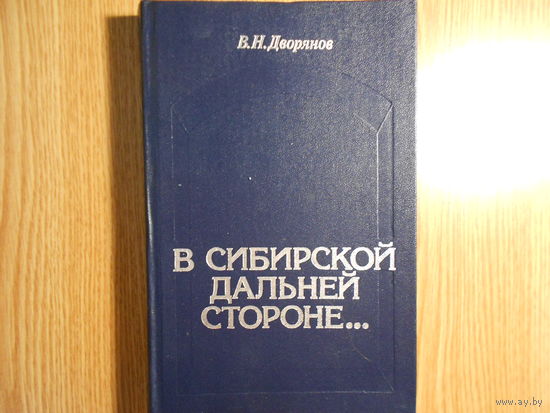 В.Н.Дворянов
В СИБИРСКОЙ
ДАЛЬНЕЙ
СТОРОНЕ...
www.ay.by